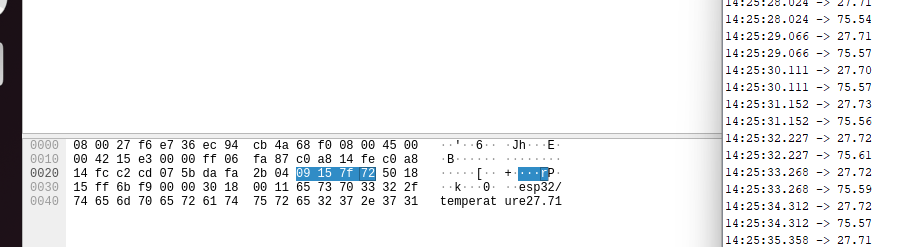 0000 08 00 27 f6 e7 36 ec 94 cb 4a 68 f0 08 00 45 00 ··'··6·· ·Jh···E·
0010 00 42 15 e3 00 00 ff 06 fa 87 c0 a8 14 fe c0 a8 ·B······ ········
0020 14 fc c2 cd 07 5b da fa 2b 04 09 15 7f 72 50 18 ·····[·· +····rP·
0030 15 ff 6b f9 00 00 30 18 00 11 65 73 70 33 32 2f ··k···0· ··esp32/
0040 74 65 6d 70 65 72 61 74 75 72 65 32 37 2e 37 31 temperat ure27.71
14:25:28.024 -> 27.71
14:25:28.024 -> 75.54
14:25:29.066 -> 27.71
14:25:29.066 -> 75.57
14:25:30.111 -> 27.70
14:25:30.111 -> 75.57
14:25:31.152 -> 27.73
14:25:31.152 -> 75.56
14:25:32.227 -> 27.72
14:25:32.227 -> 75.61
14:25:33.268 -> 27.72
14:25:33.268 -> 75.59
14:25:34.312 -> 27.72
14:25:34.312 -> 75.57
14:25:35.358 -> 27.71